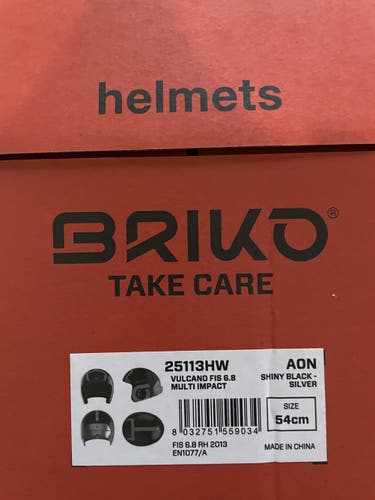 helmets
BRIKO®
TAKE CARE
25113HW AON
VULCANO FIS 6.8 SHINY BLACK -
MULTI IMPACT SILVER
SIZE
54cm
8 032751 559034
FIS 6.8 RH 2013
EN1077/A MADE IN CHINA